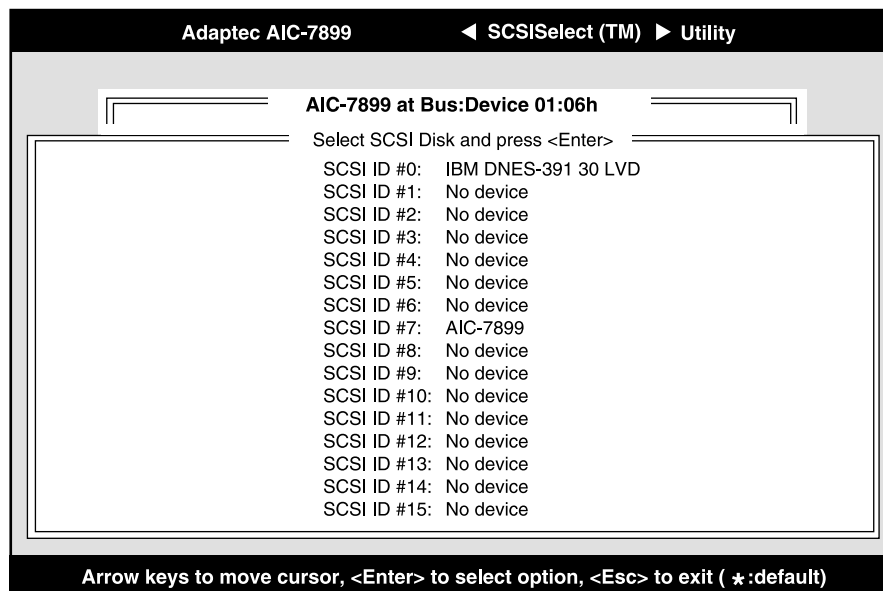 Adaptec AIC-7899 ◀ SCSISelect (TM) ▶ Utility
AIC-7899 at Bus:Device 01:06h
Select SCSI Disk and press <Enter>
SCSI ID #0: IBM DNES-391 30 LVD
SCSI ID #1: No device
SCSI ID #2: No device
SCSI ID #3: No device
SCSI ID #4: No device
SCSI ID #5: No device
SCSI ID #6: No device
SCSI ID #7: AIC-7899
SCSI ID #8: No device
SCSI ID #9: No device
SCSI ID #10: No device
SCSI ID #11: No device
SCSI ID #12: No device
SCSI ID #13: No device
SCSI ID #14: No device
SCSI ID #15: No device
Arrow keys to move cursor, <Enter> to select option, <Esc> to exit ( *:default)